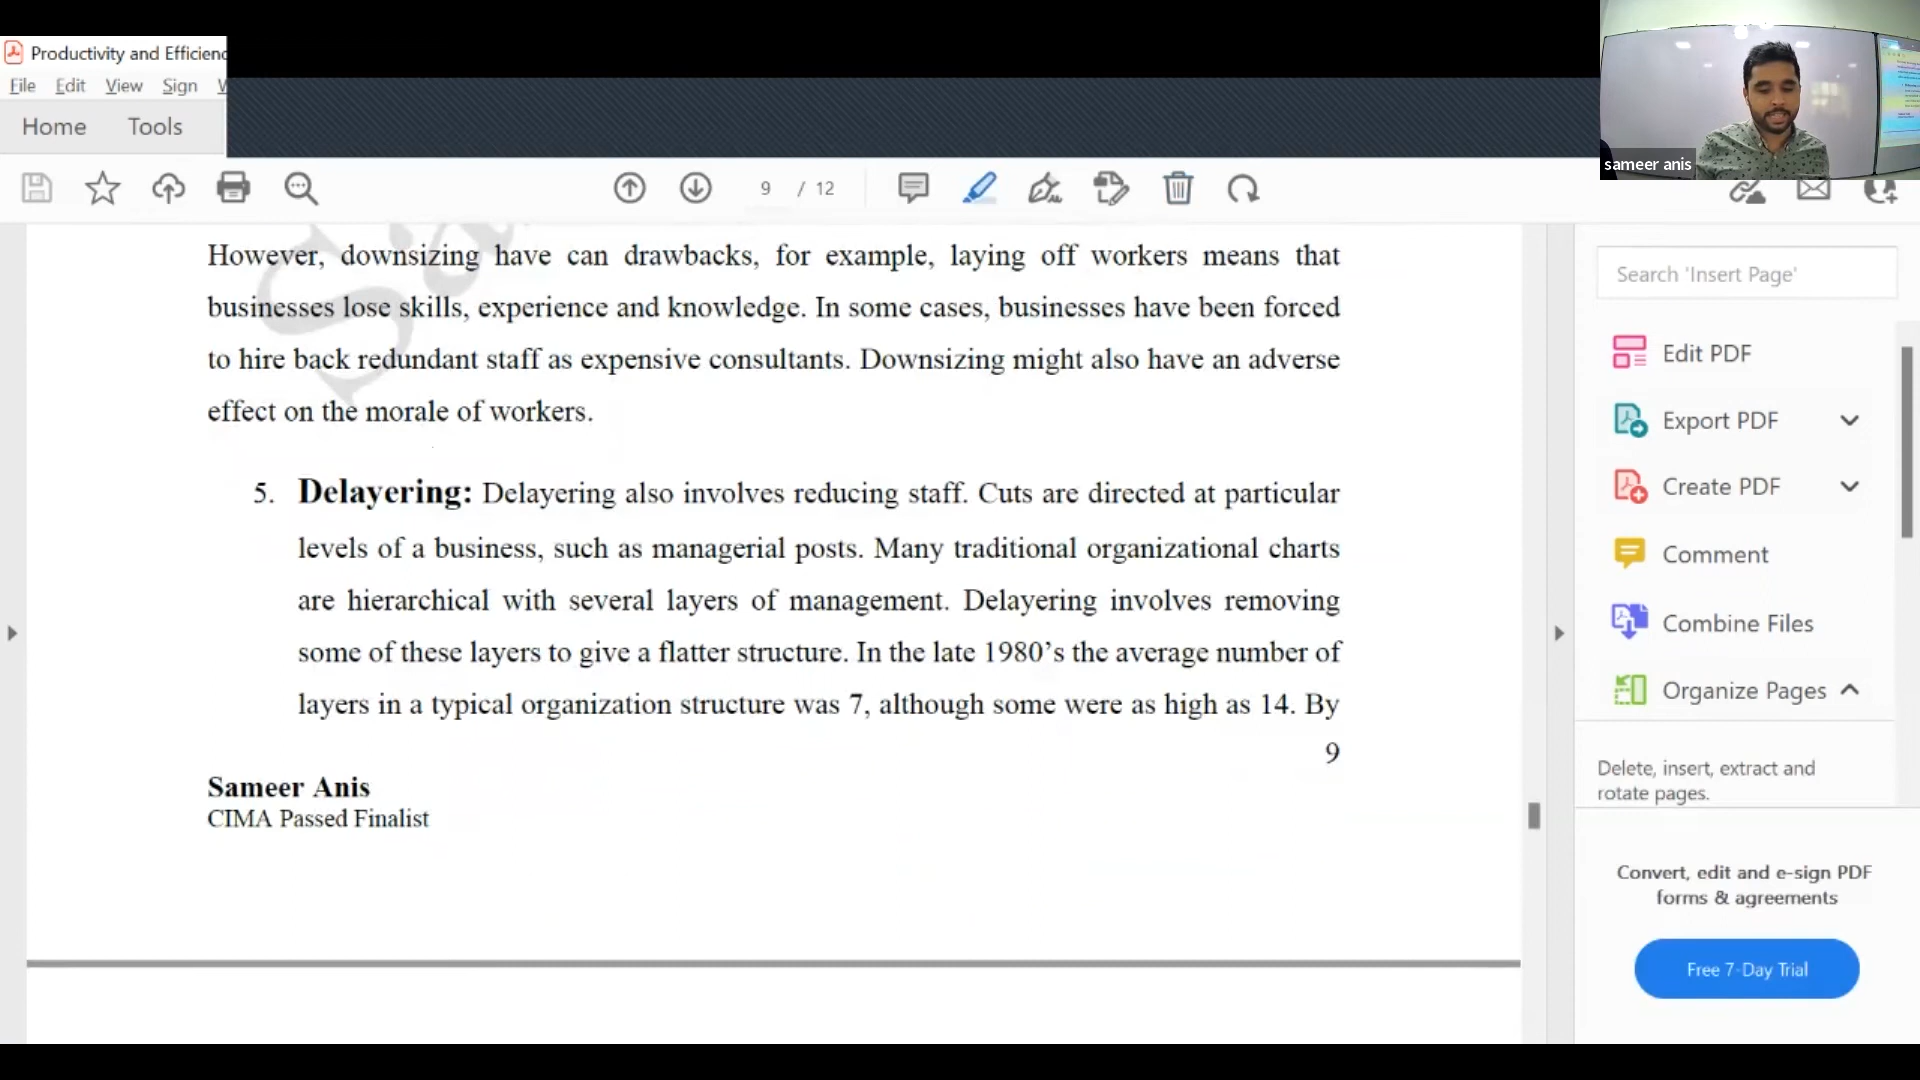 Productivity and Efficienc
File Edit View Sign
Home Tools
sameer anis
9 / 12
However, downsizing have can drawbacks, for example, laying off workers means that
businesses lose skills, experience and knowledge. In some cases, businesses have been forced
to hire back redundant staff as expensive consultants. Downsizing might also have an adverse
effect on the morale of workers.
5. Delayering: Delayering also involves reducing staff. Cuts are directed at particular
levels of a business, such as managerial posts. Many traditional organizational charts
are hierarchical with several layers of management. Delayering involves removing
some of these layers to give a flatter structure. In the late 1980’s the average number of
layers in a typical organization structure was 7, although some were as high as 14. By
9
Sameer Anis
CIMA Passed Finalist
Search 'Insert Page'
Edit PDF
Export PDF
Create PDF
Comment
Combine Files
Organize Pages
Delete, insert, extract and
rotate pages.
Convert, edit and e-sign PDF
forms & agreements
Free 7-Day Trial